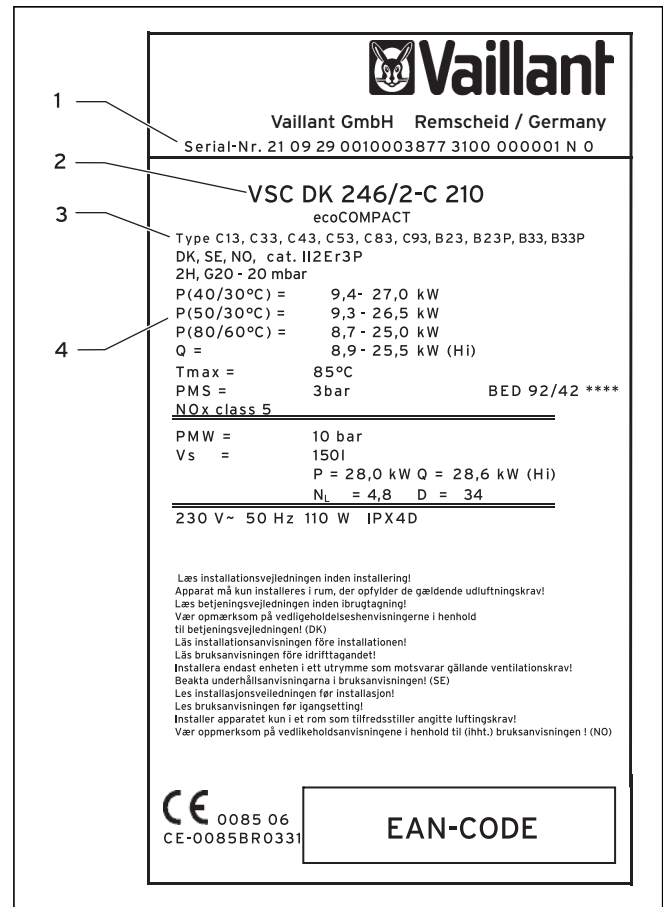 Vaillant
Vaillant GmbH Remscheid / Germany
1
Serial-Nr. 21 09 29 0010003877 3100 000001 N 0
2
VSC DK 246/2-C 210
ecoCOMPACT
3
Type C13, C33, C43, C53, C83, C93, B23, B23P, B33, B33P
DK, SE, NO, cat. II2Er3P
2H, G20 - 20 mbar
P(40/30°C) = 9,4- 27,0 kW
P(50/30°C) = 9,3 - 26,5 kW
4
P(80/60°C) = 8,7 - 25,0 kW
Q = 8,9 - 25,5 kW (Hi)
Tmax = 85°C
PMS = 3bar BED 92/42 ****
NOx class 5
PMW = 10 bar
Vs = 150l
P = 28,0 kW Q = 28,6 kW (Hi)
NL = 4,8 D = 34
230 V~ 50 Hz 110 W IPX4D
Læs installationsvejledningen inden installering!
Apparat må kun installeres i rum, der opfylder de gældende udluftningskrav!
Læs betjeningsvejledningen inden ibrugtagning!
Vær opmærksom på vedligeholdelseshenvisningerne i henhold
til betjeningsvejledningen! (DK)
Läs installationsanvisningen före installationen!
Läs bruksanvisningen före idrifttagandet!
Installera endast enheten i ett utrymme som motsvarar gällande ventilationskrav!
Beakta underhållsanvisningarna i bruksanvisningen! (SE)
Les installasjonsveiledningen før installasjon!
Les bruksanvisningen før igangsetting!
Installer apparatet kun i et rom som tilfredsstiller angitte luftingskrav!
Vær oppmerksom på vedlikeholdsanvisningene i henhold til (ihht.) bruksanvisningen ! (NO)
CE 0085 06
CE-0085BR0331
EAN-CODE